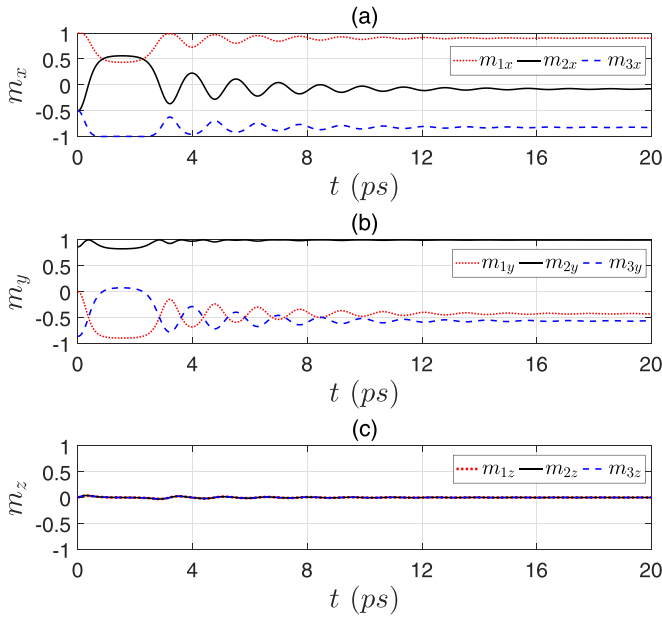 (a)
1
0.5
0
-0.5
-1
m_x
m_{1x} m_{2x} m_{3x}
0 4 8 12 16 20
t (ps)
(b)
1
0.5
0
-0.5
-1
m_y
m_{1y} m_{2y} m_{3y}
0 4 8 12 16 20
t (ps)
(c)
1
0.5
0
-0.5
-1
m_z
m_{1z} m_{2z} m_{3z}
0 4 8 12 16 20
t (ps)